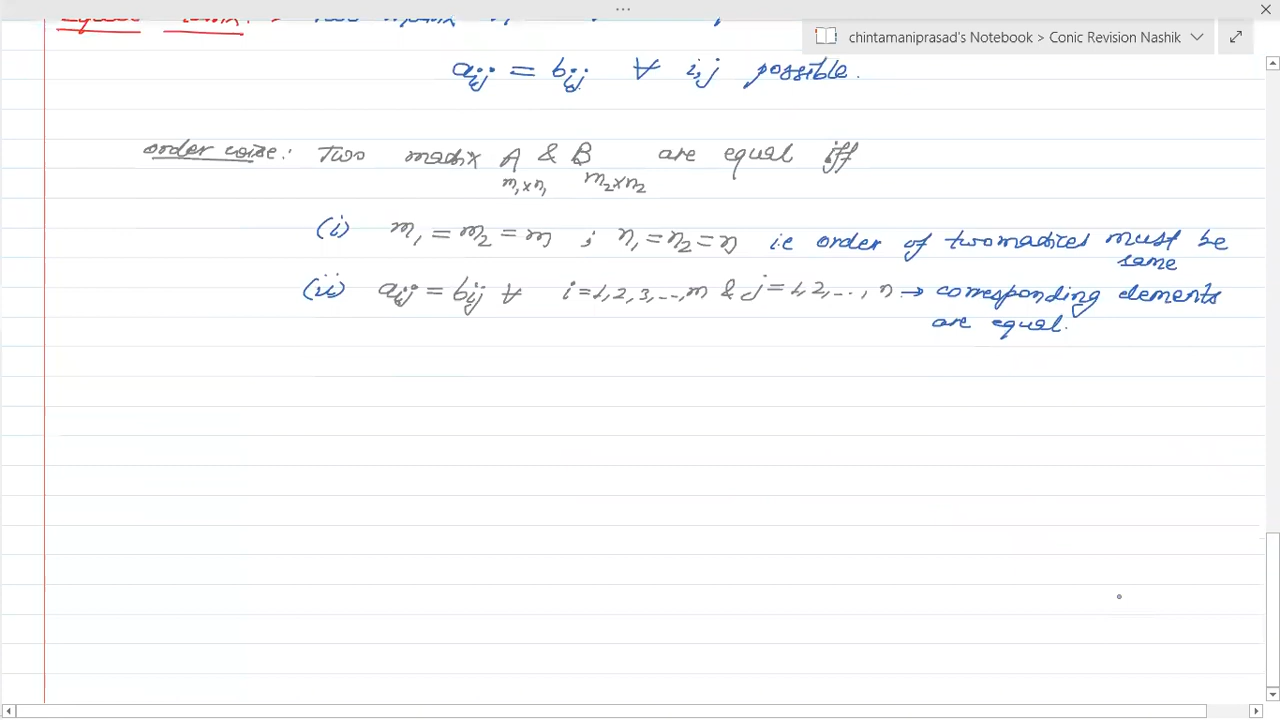 chintamaniprasad's Notebook > Conic Revision Nashik
aij = bij ∀ i,j possible.
order wise: Two matrix A & B are equal iff
m₁×n₁ m₂×n₂
(i) m₁ = m₂ = m ; n₁ = n₂ = n ie order of two matrices must be
same
(ii) aij = bij ∀ i = 1, 2, 3, ..., m & j = 1, 2, ..., n → corresponding elements
are equal.